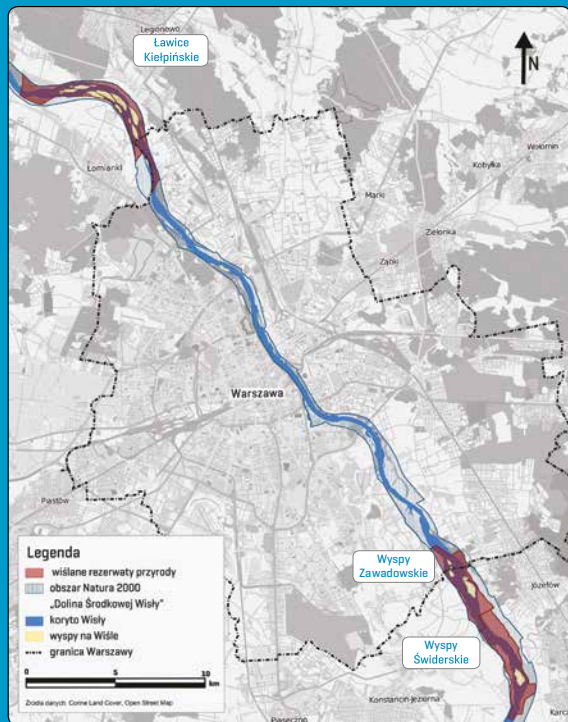 Legionowo
Ławice
Kiełpińskie
N
Wołomin
Kobyłka
Łomianki
Marki
Zielonka
Ząbki
Warszawa
Piastów
Wyspy
Zawadowskie
Józefów
Wyspy
Świderskie
Konstancin-Jeziorna
Karcz
Piaseczno
Legenda
wiślane rezerwaty przyrody
obszar Natura 2000
„Dolina Środkowej Wisły"
koryto Wisły
wyspy na Wiśle
granica Warszawy
0 5 10
km
Źródła danych: Corine Land Cover, Open Street Map